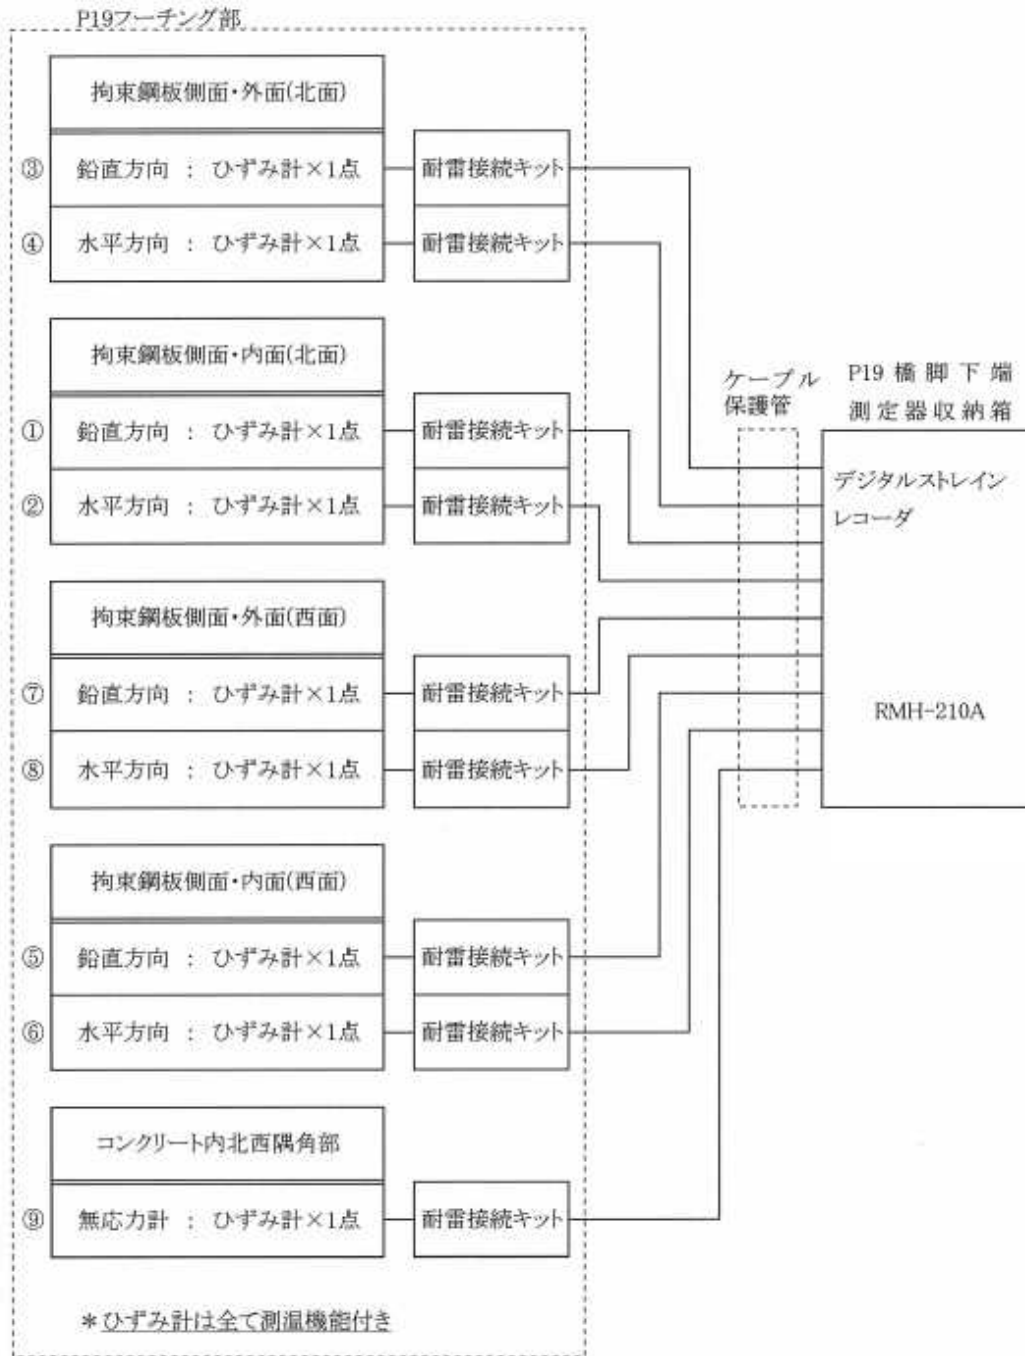 P19フーチング部
拘束鋼板側面・外面(北面)
③ 鉛直方向 : ひずみ計×1点 耐雷接続キット
④ 水平方向 : ひずみ計×1点 耐雷接続キット
拘束鋼板側面・内面(北面)
① 鉛直方向 : ひずみ計×1点 耐雷接続キット
② 水平方向 : ひずみ計×1点 耐雷接続キット
拘束鋼板側面・外面(西面)
⑦ 鉛直方向 : ひずみ計×1点 耐雷接続キット
⑧ 水平方向 : ひずみ計×1点 耐雷接続キット
拘束鋼板側面・内面(西面)
⑤ 鉛直方向 : ひずみ計×1点 耐雷接続キット
⑥ 水平方向 : ひずみ計×1点 耐雷接続キット
コンクリート内北西隅角部
⑨ 無応力計 : ひずみ計×1点 耐雷接続キット
*ひずみ計は全て測温機能付き
ケーブル
保護管
P19橋脚下端
測定器収納箱
デジタルストレイン
レコーダ
RMH-210A